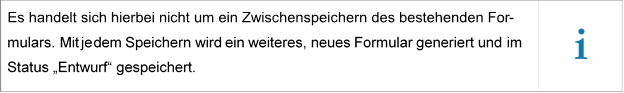 Es handelt sich hierbei nicht um ein Zwischenspeichern des bestehenden For-
mulars. Mit jedem Speichern wird ein weiteres, neues Formular generiert und im
Status „Entwurf“ gespeichert.
i